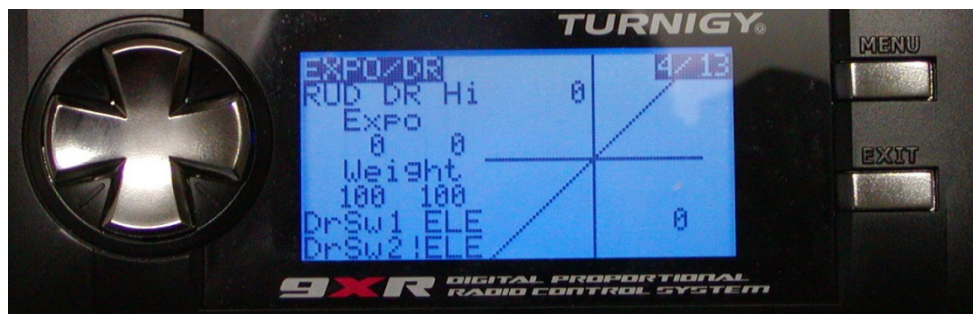 TURNIGY®
MENU
EXPO/DR 4/13
RUD DR Hi 0
Expo
0 0
EXIT
Weight
100 100
DrSw1 ELE 0
DrSw2¦ELE
9XR DIGITAL PROPORTIONAL
RADIO CONTROL SYSTEM